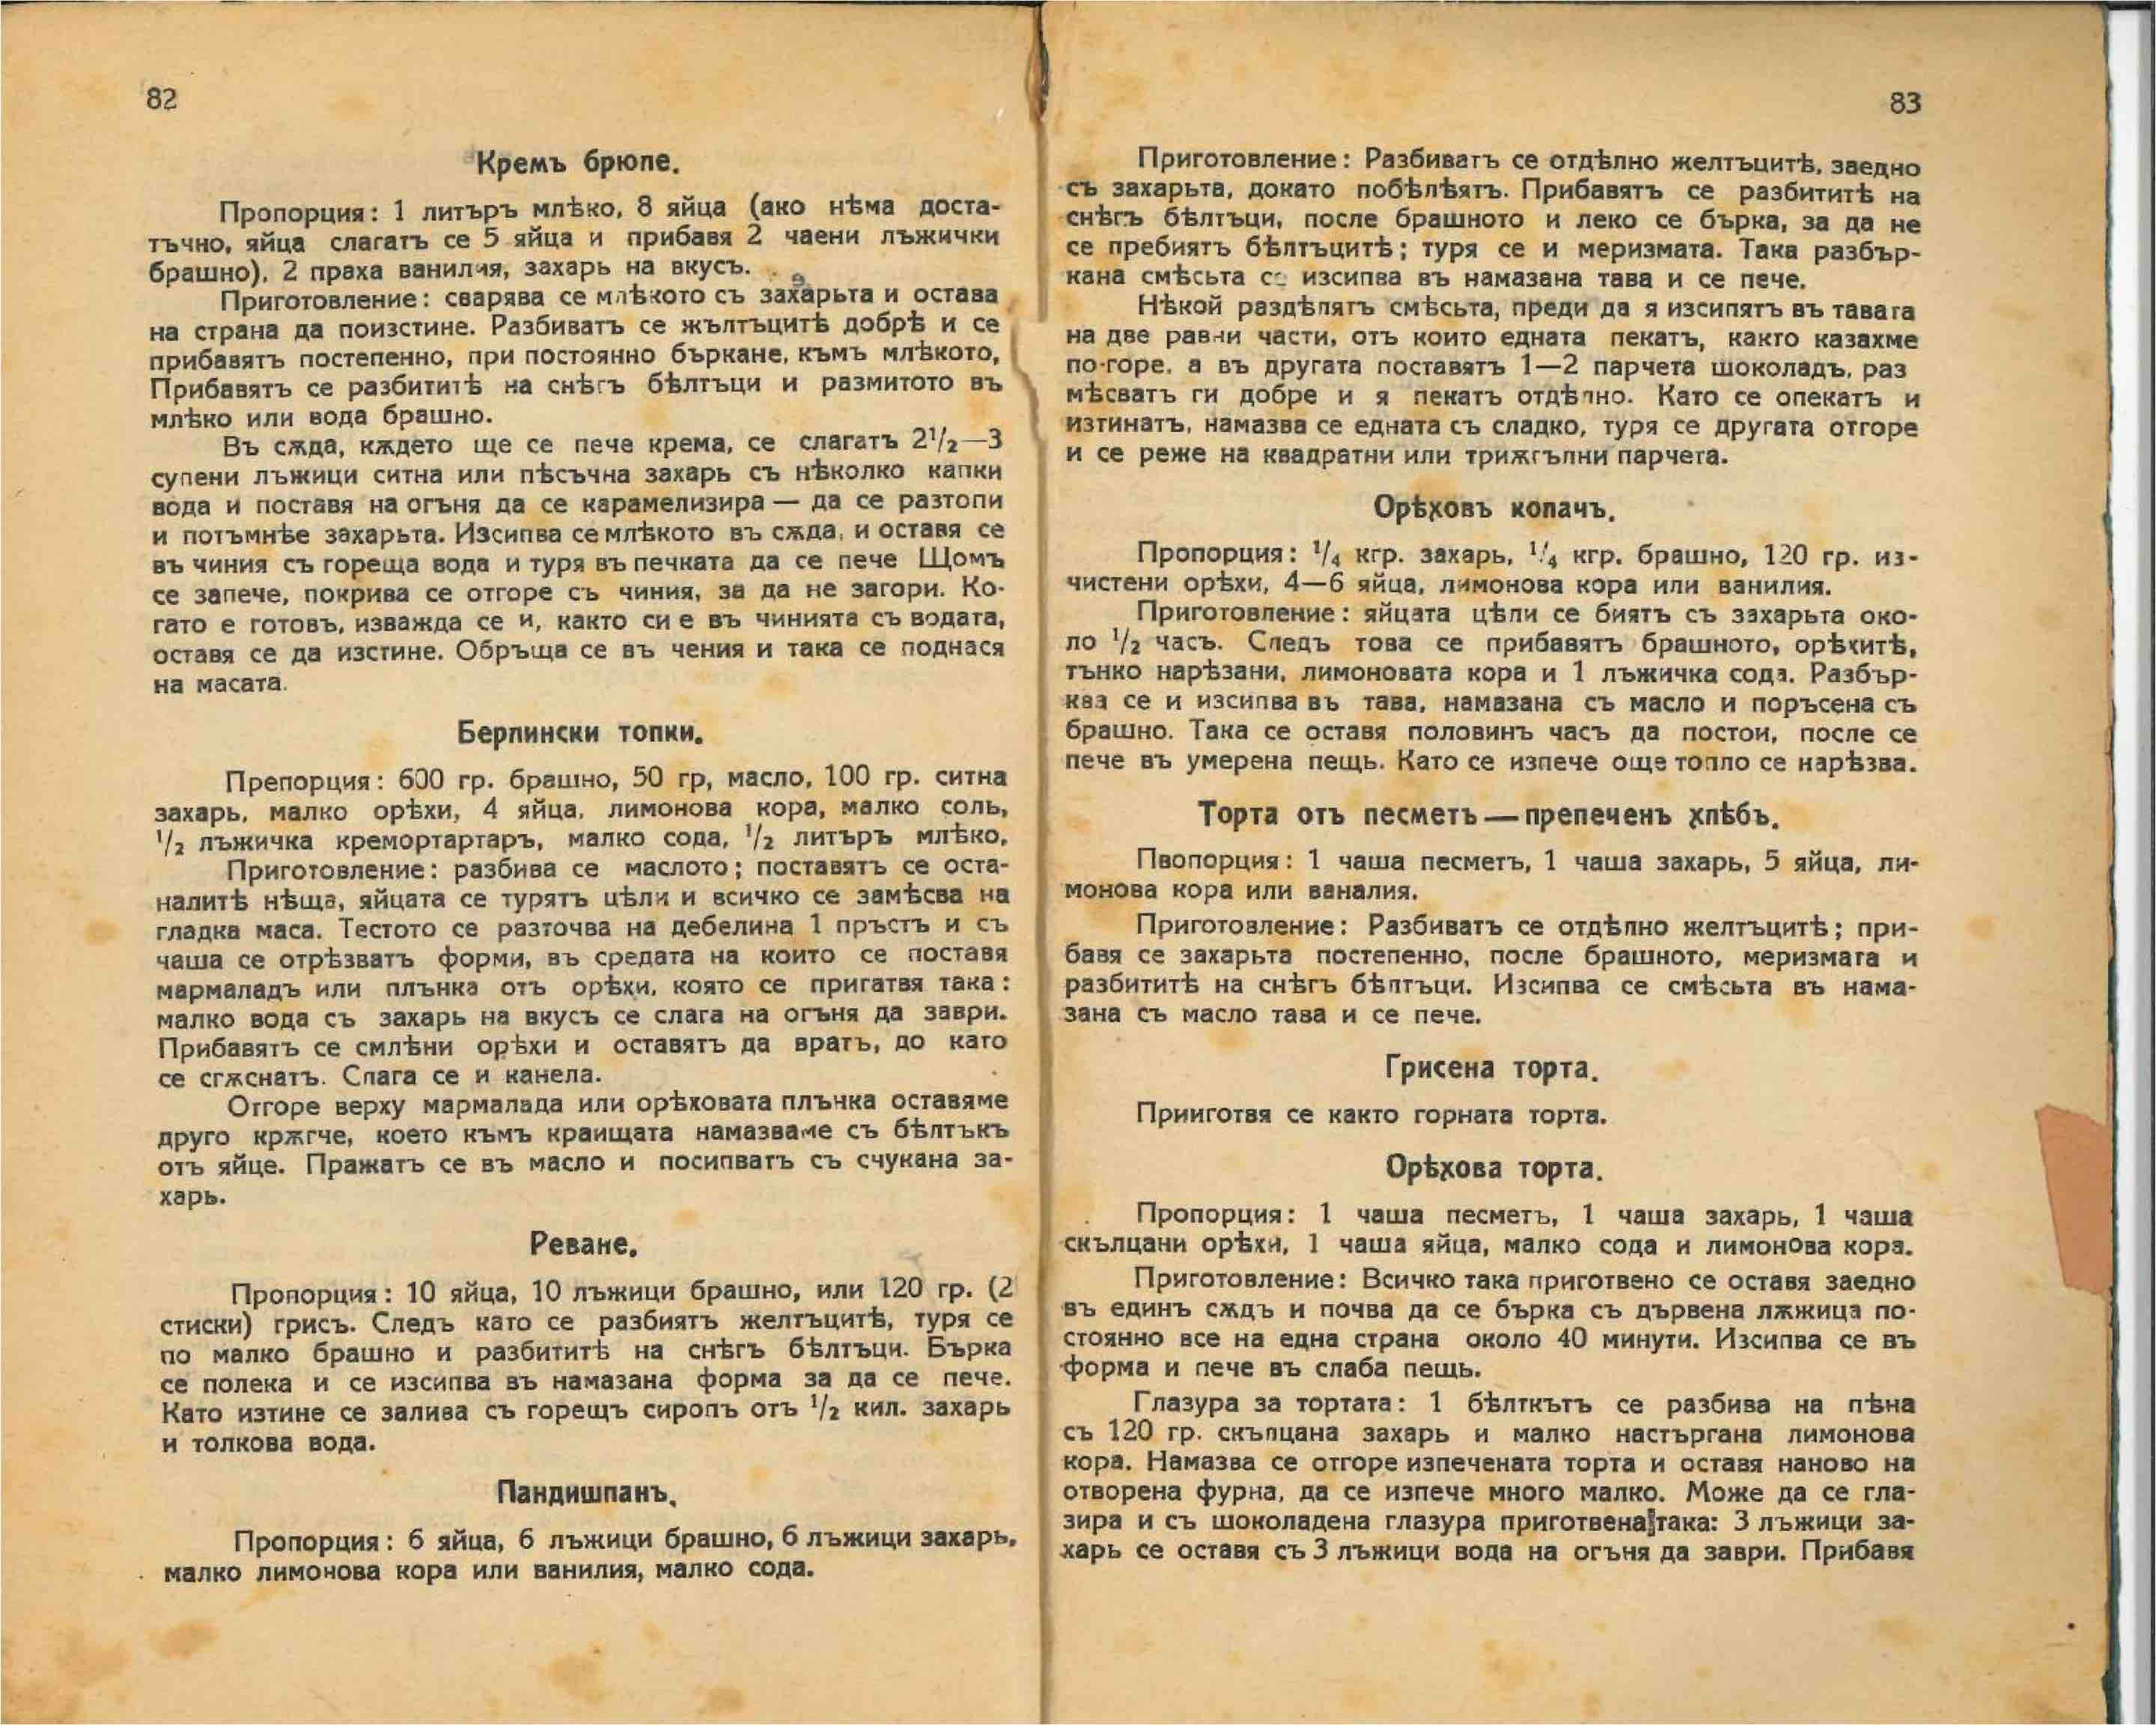 82
Кремъ брюле.
Пропорция: 1 литъръ млѣко, 8 яйца (ако нѣма доста-
тъчно, яйца слагатъ се 5 яйца и прибавя 2 чаени лъжички
брашно), 2 праха ванилия, захарь на вкусъ.
Приготовление: сварява се млѣкото съ захарьта и остава
на страна да поизстине. Разбиватъ се жълтъцитѣ добрѣ и се
прибавятъ постепенно, при постоянно бъркане, къмъ млѣкото,
Прибавятъ се разбититѣ на снѣгъ бѣлтъци и размитото въ
млѣко или вода брашно.
Въ сѫда, кѫдето ще се пече крема, се слагатъ 2¹/₂—3
супени лъжици ситна или пѣсъчна захарь съ нѣколко капки
вода и поставя на огъня да се карамелизира — да се разтопи
и потъмнѣе захарьта. Изсипва се млѣкото въ сѫда, и оставя се
въ чиния съ гореща вода и туря въ печката да се пече Щомъ
се запече, покрива се отгоре съ чиния, за да не загори. Ко-
гато е готовъ, изважда се и, както си е въ чинията съ водата,
оставя се да изстине. Обръща се въ чения и така се поднася
на масата.
Берлински топки.
Препорция: 600 гр. брашно, 50 гр, масло, 100 гр. ситна
захарь, малко орѣхи, 4 яйца, лимонова кора, малко соль,
¹/₂ лъжичка кремортартаръ, малко сода, ¹/₂ литъръ млѣко,
Приготовление: разбива се маслото; поставятъ се оста-
налитѣ нѣща, яйцата се турятъ цѣли и всичко се замѣсва на
гладка маса. Тестото се разточва на дебелина 1 пръстъ и съ
чаша се отрѣзватъ форми, въ средата на които се поставя
мармаладъ или плънка отъ орѣхи, която се пригатвя така:
малко вода съ захарь на вкусъ се слага на огъня да заври.
Прибавятъ се смлѣни орѣхи и оставятъ да вратъ, до като
се сгѫснатъ. Слага се и канела.
Отгоре верху мармалада или орѣховата плънка оставяме
друго крѫгче, което къмъ краищата намазваме съ бѣлтъкъ
отъ яйце. Пражатъ се въ масло и посипватъ съ счукана за-
харь.
Реване.
Пропорция: 10 яйца, 10 лъжици брашно, или 120 гр. (2
стиски) грисъ. Следъ като се разбиятъ желтъцитѣ, туря се
по малко брашно и разбититѣ на снѣгъ бѣлтъци. Бърка
се полека и се изсипва въ намазана форма за да се пече.
Като изтине се залива съ горещъ сиропъ отъ ¹/₂ кил. захарь
и толкова вода.
Пандишпанъ.
Пропорция: 6 яйца, 6 лъжици брашно, 6 лъжици захарь,
малко лимонова кора или ванилия, малко сода.
83
Приготовление: Разбиватъ се отдѣлно желтъцитѣ, заедно
съ захарьта, докато побѣлѣятъ. Прибавятъ се разбититѣ на
снѣгъ бѣлтъци, после брашното и леко се бърка, за да не
се пребиятъ бѣлтъцитѣ; туря се и меризмата. Така разбър-
кана смѣсьта се изсипва въ намазана тава и се пече.
Нѣкой раздѣлятъ смѣсьта, преди да я изсипятъ въ тавата
на две равни части, отъ които едната пекатъ, както казахме
по-горе, а въ другата поставятъ 1—2 парчета шоколадъ, раз
мѣсватъ ги добре и я пекатъ отдѣлно. Като се опекатъ и
изтинатъ, намазва се едната съ сладко, туря се другата отгоре
и се реже на квадратни или трижгълни парчета.
Орѣховъ копачъ.
Пропорция: ¹/₄ кгр. захарь, ¹/₄ кгр. брашно, 120 гр. из-
чистени орѣхи, 4—6 яйца, лимонова кора или ванилия.
Приготовление: яйцата цѣли се биятъ съ захарьта око-
ло ¹/₂ часъ. Следъ това се прибавятъ брашното, орѣхитѣ,
тънко нарѣзани, лимоновата кора и 1 лъжичка сода. Разбър-
ква се и изсипва въ тава, намазана съ масло и поръсена съ
брашно. Така се оставя половинъ часъ да постои, после се
пече въ умерена пещь. Като се изпече още топло се нарѣзва.
Торта отъ песметъ — препеченъ хлѣбъ.
Пвопорция: 1 чаша песметъ, 1 чаша захарь, 5 яйца, ли-
монова кора или ваналия.
Приготовление: Разбиватъ се отдѣлно желтъцитѣ; при-
бавя се захарьта постепенно, после брашното, меризмата и
разбититѣ на снѣгъ бѣлтъци. Изсипва се смѣсьта въ нама-
зана съ масло тава и се пече.
Грисена торта.
Прииготвя се както горната торта.
Орѣхова торта.
Пропорция: 1 чаша песметъ, 1 чаша захарь, 1 чаша
скълцани орѣхи, 1 чаша яйца, малко сода и лимонова кора.
Приготовление: Всичко така приготвено се оставя заедно
въ единъ сѫдъ и почва да се бърка съ дървена лѫжица по-
стоянно все на една страна около 40 минути. Изсипва се въ
форма и пече въ слаба пещь.
Глазура за тортата: 1 бѣлткътъ се разбива на пѣна
съ 120 гр. скълцана захарь и малко настъргана лимонова
кора. Намазва се отгоре изпечената торта и оставя наново на
отворена фурна, да се изпече много малко. Може да се гла-
зира и съ шоколадена глазура приготвена така: 3 лъжици за-
харь се оставя съ 3 лъжици вода на огъня да заври. Прибавя